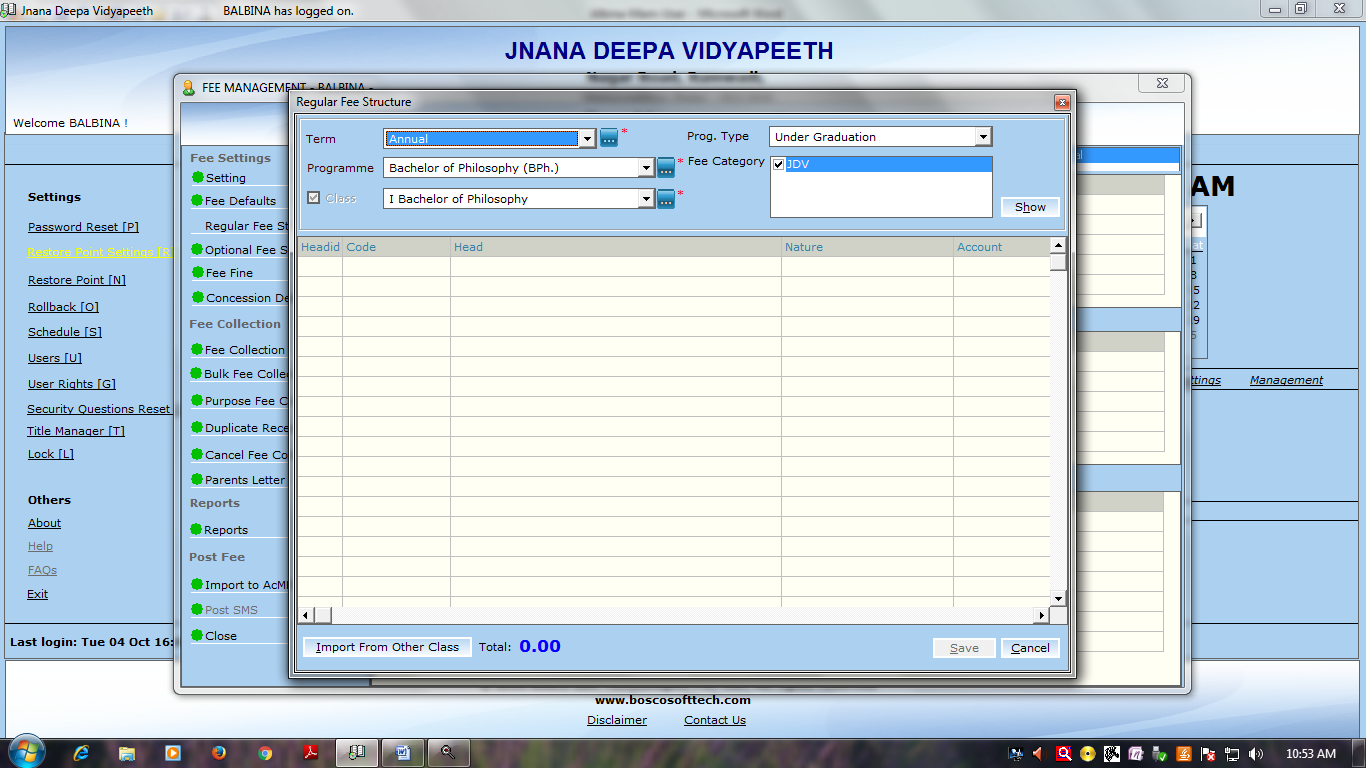 Jnana Deepa Vidyapeeth BALBINA has logged on.
JNANA DEEPA VIDYAPEETH
FEE MANAGEMENT - BALBINA -
Welcome BALBINA !
Settings
Password Reset [P]
Restore Point Settings [R]
Restore Point [N]
Rollback [O]
Schedule [S]
Users [U]
User Rights [G]
Security Questions Reset
Title Manager [T]
Lock [L]
Others
About
Help
FAQs
Exit
Last login: Tue 04 Oct 16:
Fee Settings
Setting
Fee Defaults
Regular Fee St
Optional Fee S
Fee Fine
Concession De
Fee Collection
Fee Collection
Bulk Fee Colle
Purpose Fee C
Duplicate Rece
Cancel Fee Co
Parents Letter
Reports
Reports
Post Fee
Import to AcM
Post SMS
Close
Regular Fee Structure
Term Annual * Prog. Type Under Graduation
Programme Bachelor of Philosophy (BPh.) * Fee Category JDV
Class I Bachelor of Philosophy * Show
Headid Code Head Nature Account
Import From Other Class Total: 0.00 Save Cancel
AM
ttings Management
www.boscosofttech.com
Disclaimer Contact Us
10:53 AM